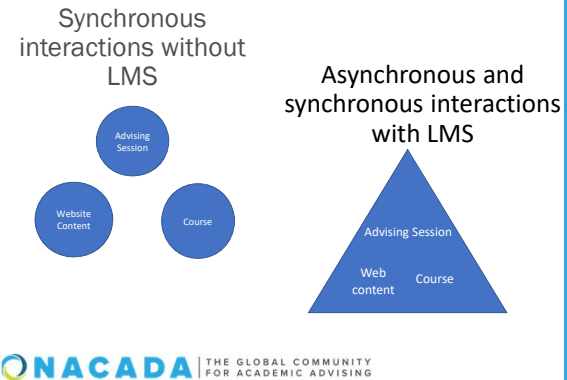 Synchronous
interactions without
LMS
Advising
Session
Website
Content
Course
Asynchronous and
synchronous interactions
with LMS
Advising Session
Web
content
Course
NACADA
THE GLOBAL COMMUNITY
FOR ACADEMIC ADVISING